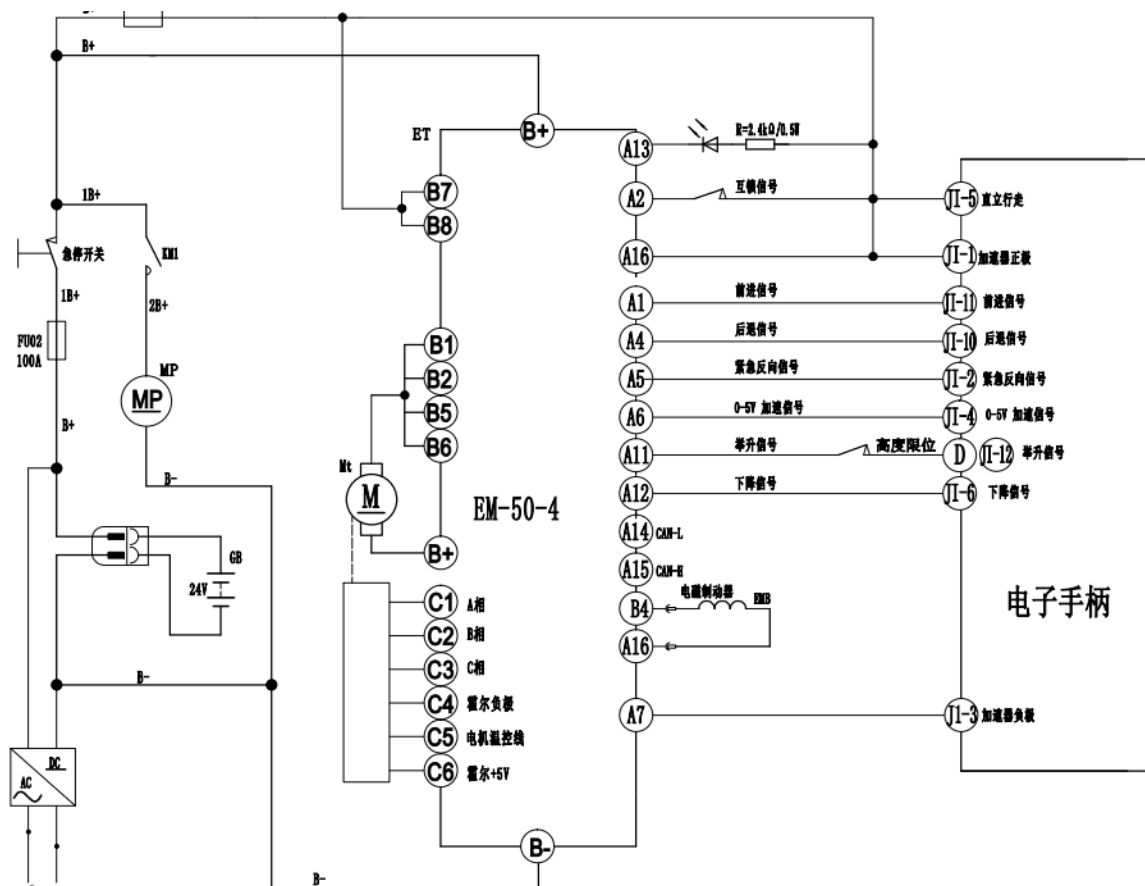 B+
B+
ET
A13
R=2.4kΩ/0.5W
B7
A2
互锁信号
JI-5
直立行走
1B+
B8
急停开关
KM1
A16
JI-1
加速器正极
1B+
2B+
A1
前进信号
JI-11
前进信号
FU02
100A
B1
A4
后退信号
JI-10
后退信号
MP
MP
B2
A5
紧急反向信号
JI-2
紧急反向信号
B5
A6
0-5V 加速信号
JI-4
0-5V 加速信号
B+
B6
A11
举升信号
高度限位
D
JI-12
举升信号
Mt
M
B-
EM-50-4
A12
下降信号
JI-6
下降信号
A14
CAN-L
B+
A15
CAN-H
GB
24V
C1
A相
B4
电磁制动器
EMB
电子手柄
C2
B相
A16
C3
C相
B-
C4
霍尔负极
A7
J1-3
加速器负极
C5
电机温控线
DC
AC
C6
霍尔+5V
B-
B-